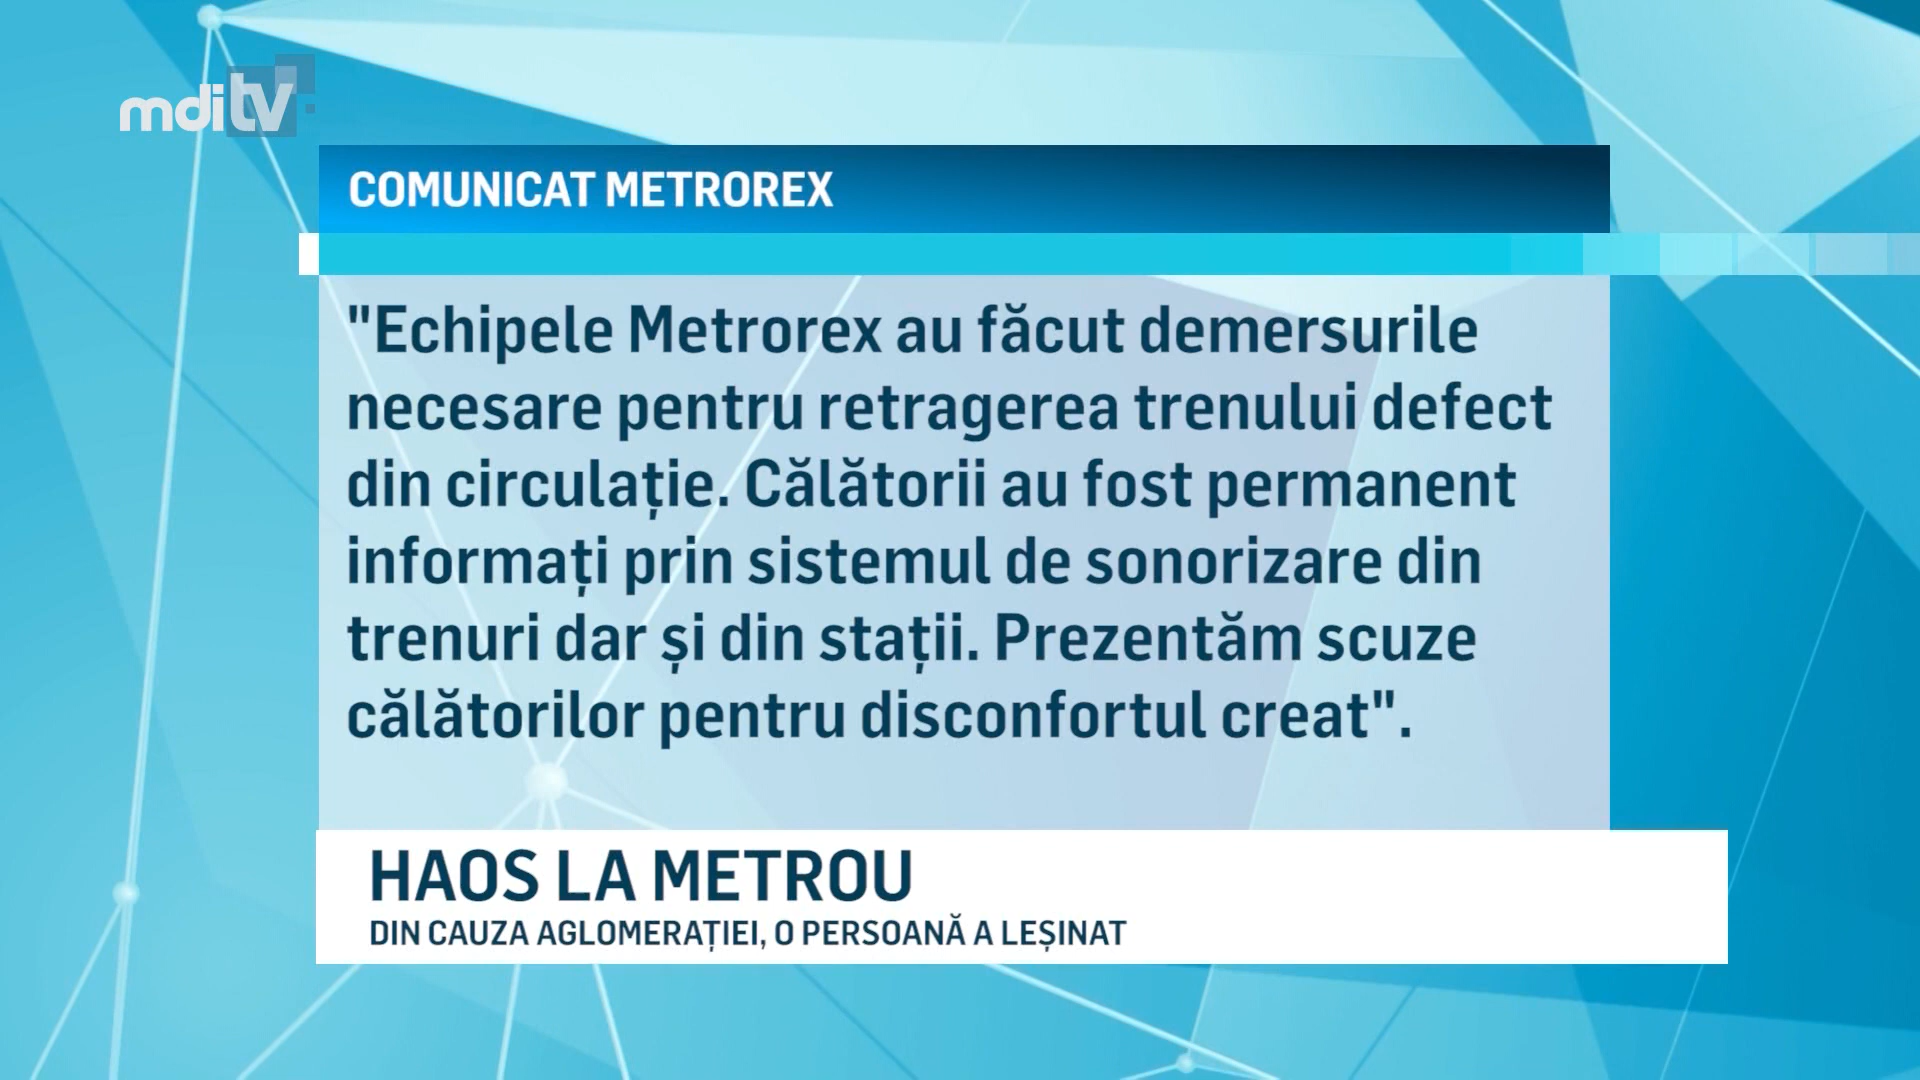 mdi tv
COMUNICAT METROREX
"Echipele Metrorex au făcut demersurile
necesare pentru retragerea trenului defect
din circulație. Călătorii au fost permanent
informați prin sistemul de sonorizare din
trenuri dar și din stații. Prezentăm scuze
călătorilor pentru disconfortul creat".
HAOS LA METROU
DIN CAUZA AGLOMERAȚIEI, O PERSOANĂ A LEȘINAT